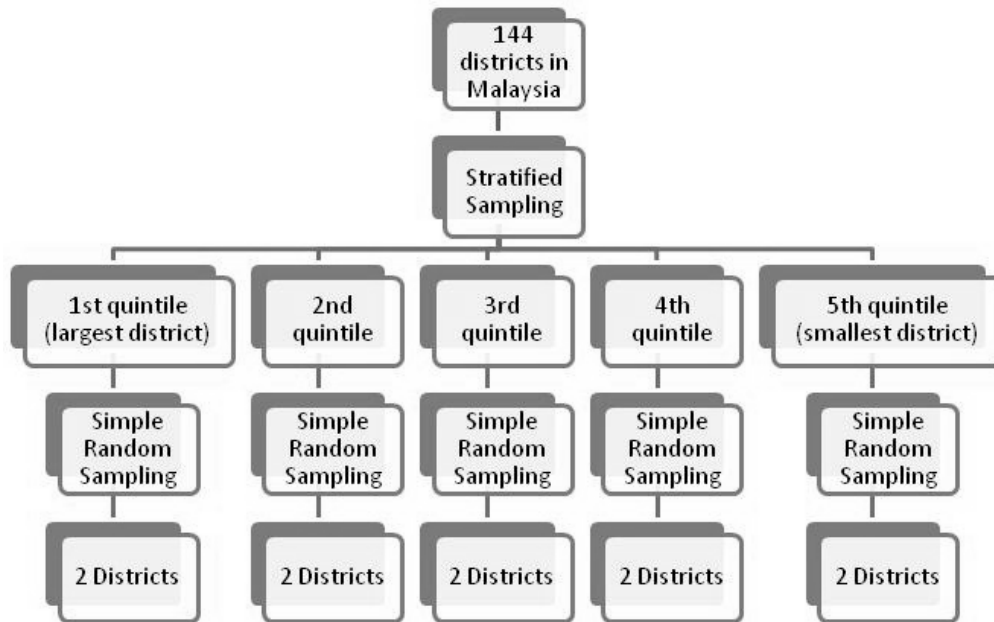 144
districts in
Malaysia
Stratified
Sampling
1st quintile
(largest district)
2nd
quintile
3rd
quintile
4th
quintile
5th quintile
(smallest district)
Simple
Random
Sampling
Simple
Random
Sampling
Simple
Random
Sampling
Simple
Random
Sampling
Simple
Random
Sampling
2 Districts
2 Districts
2 Districts
2 Districts
2 Districts